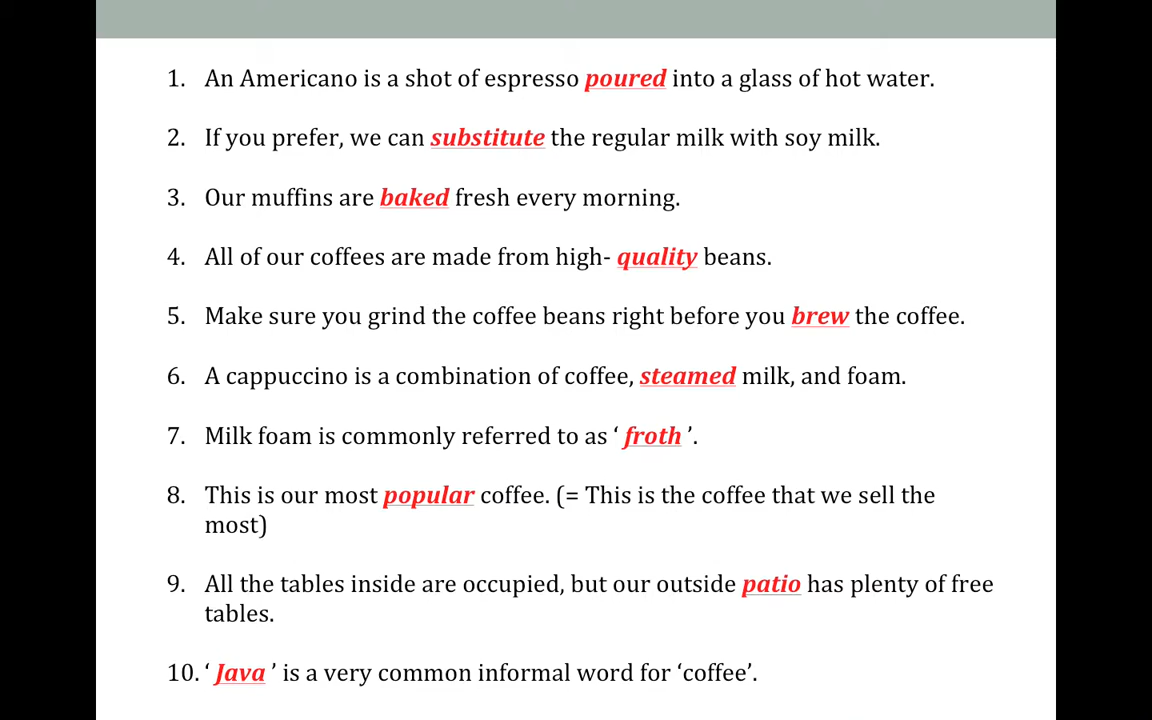 1. An Americano is a shot of espresso poured into a glass of hot water.
2. If you prefer, we can substitute the regular milk with soy milk.
3. Our muffins are baked fresh every morning.
4. All of our coffees are made from high- quality beans.
5. Make sure you grind the coffee beans right before you brew the coffee.
6. A cappuccino is a combination of coffee, steamed milk, and foam.
7. Milk foam is commonly referred to as ‘ froth ’.
8. This is our most popular coffee. (= This is the coffee that we sell the
most)
9. All the tables inside are occupied, but our outside patio has plenty of free
tables.
10. ‘ Java ’ is a very common informal word for ‘coffee’.